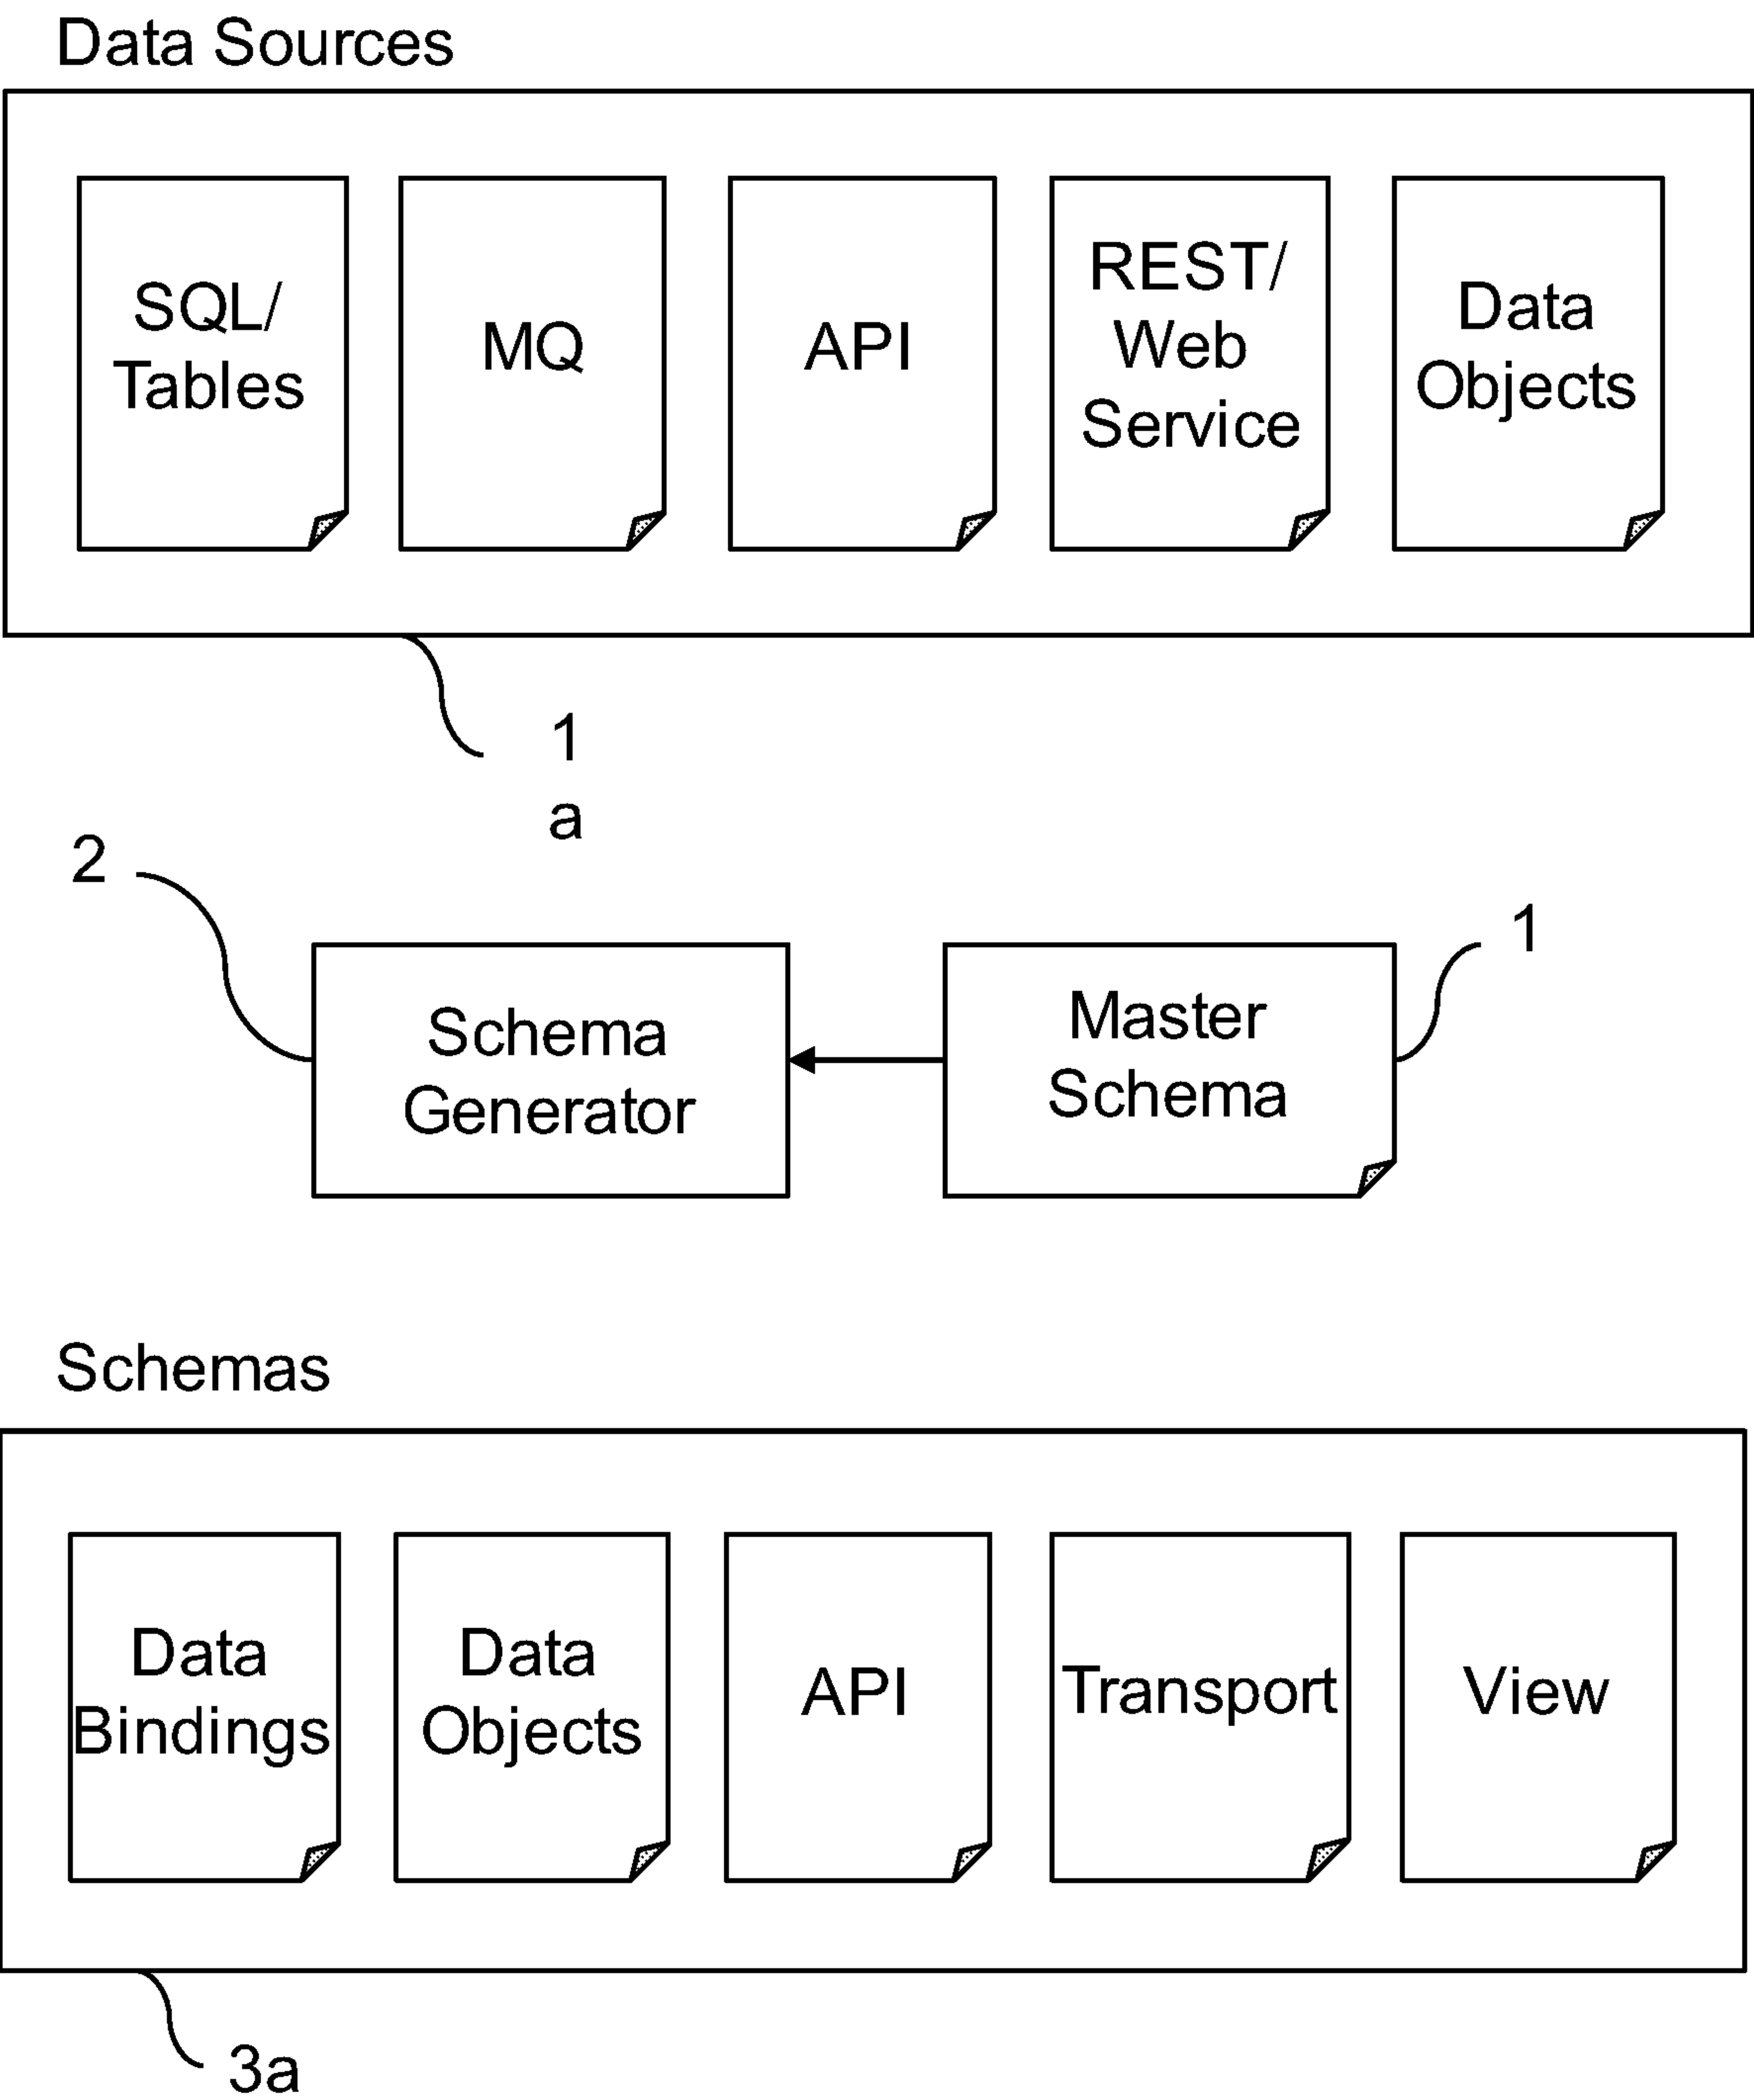 Data Sources
SQL/
Tables
MQ
API
REST/
Web
Service
Data
Objects
1
a
2
Schema
Generator
Master
Schema
1
Schemas
Data
Bindings
Data
Objects
API
Transport
View
3a